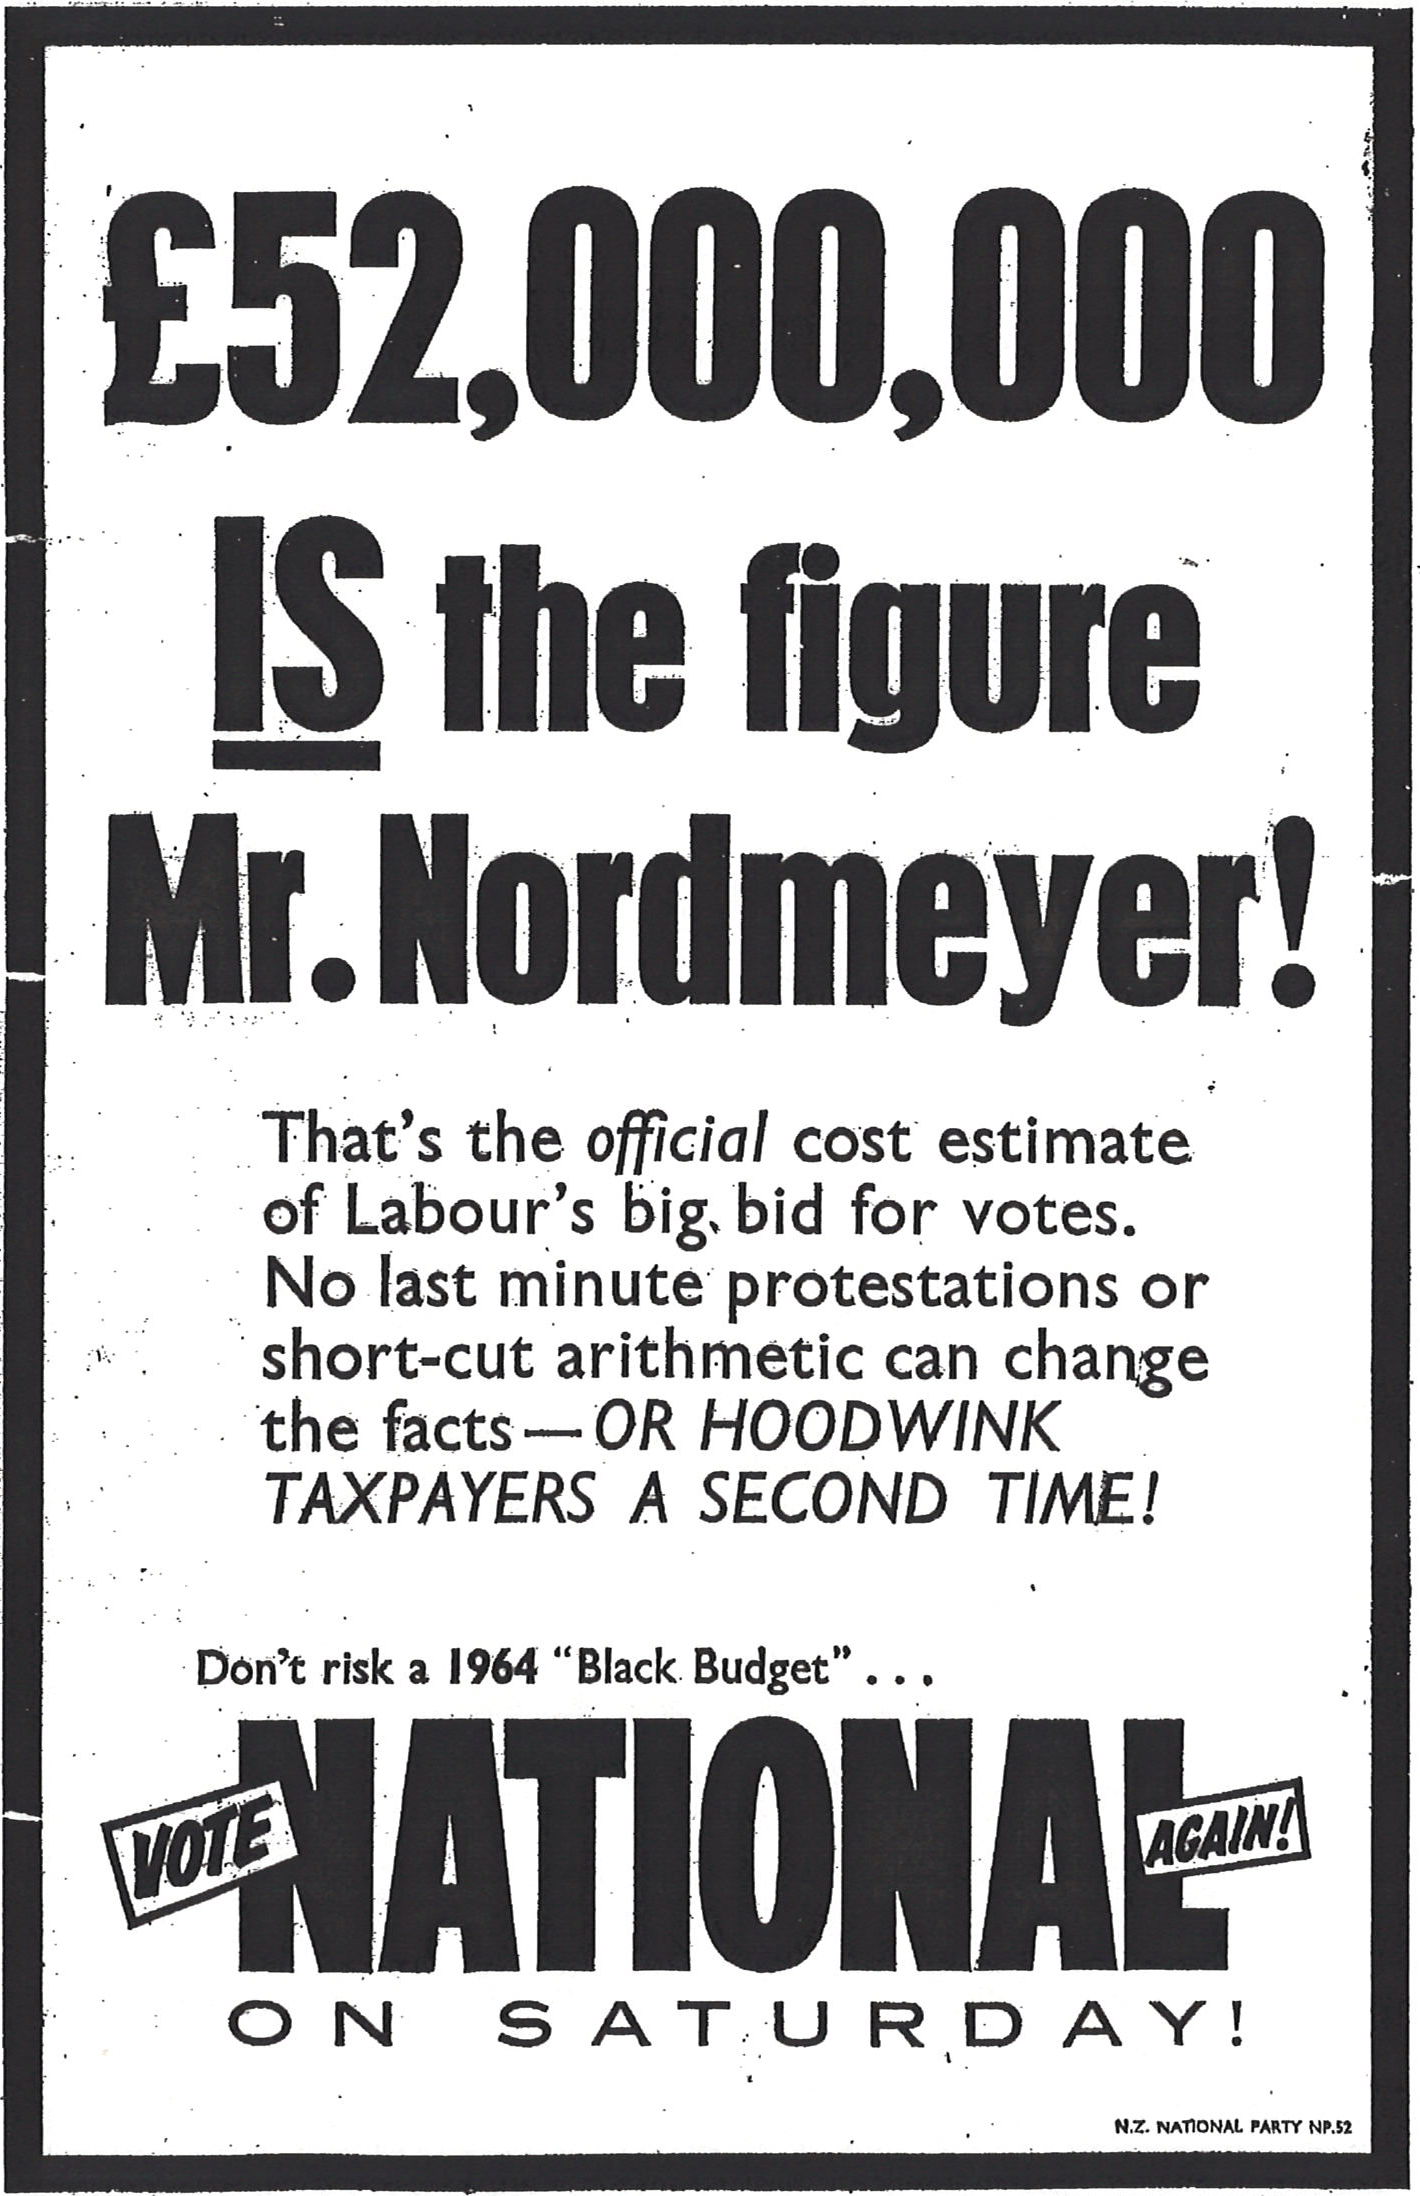 £52,000,000
IS the figure
Mr. Nordmeyer!
That's the official cost estimate
of Labour's big bid for votes.
No last minute protestations or
short-cut arithmetic can change
the facts—OR HOODWINK
TAXPAYERS A SECOND TIME!
Don't risk a 1964 “Black Budget” ...
VOTE NATIONAL AGAIN!
ON SATURDAY!
N.Z. NATIONAL PARTY NP.52